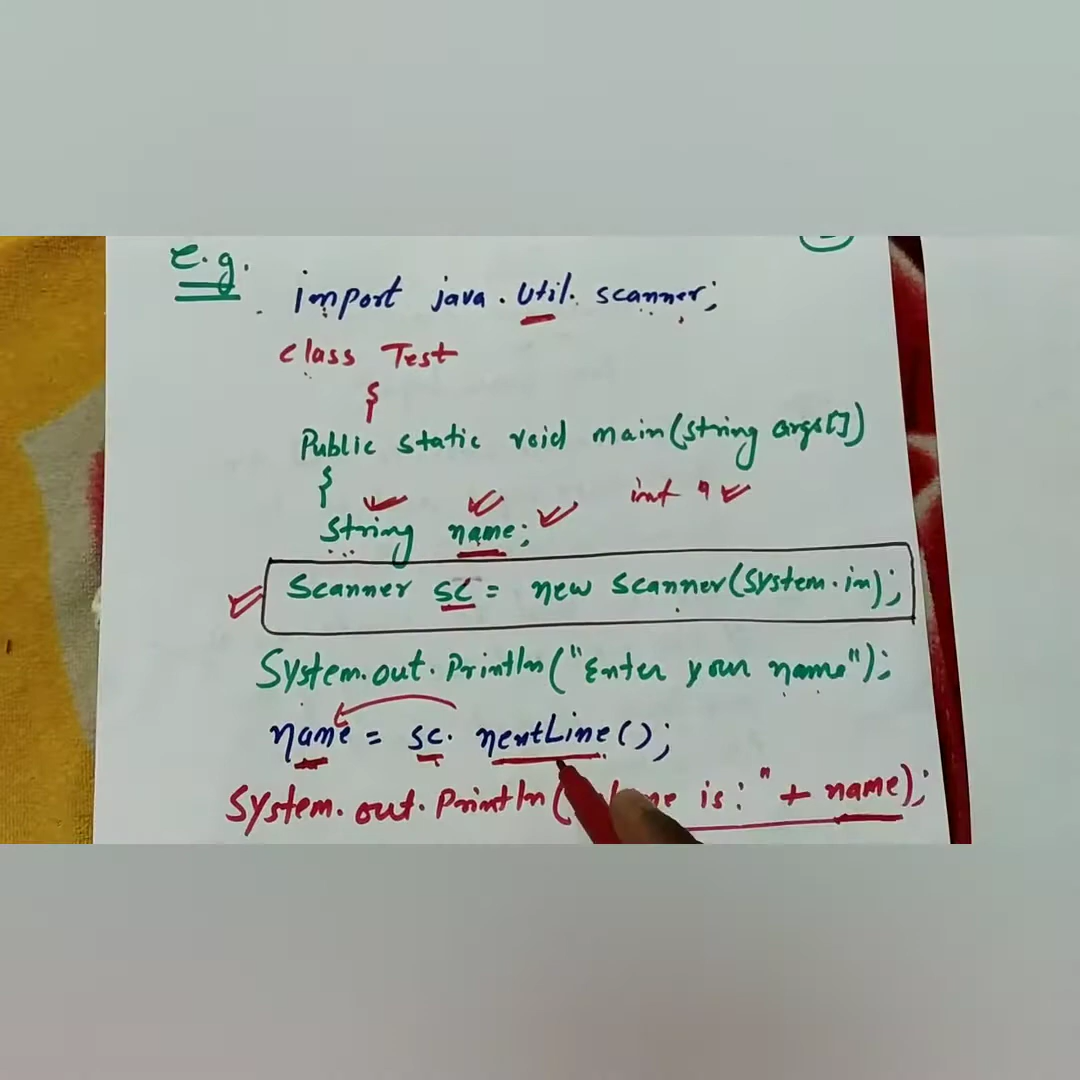 e.g.
import java.util.scanner;
class Test
{
Public static void main(string args[])
{
int a
string name;
Scanner sc = new scanner(system.in);
System.out.Println("Enter your name");
name = sc. nextLine();
System.out.Println( is:" + name);